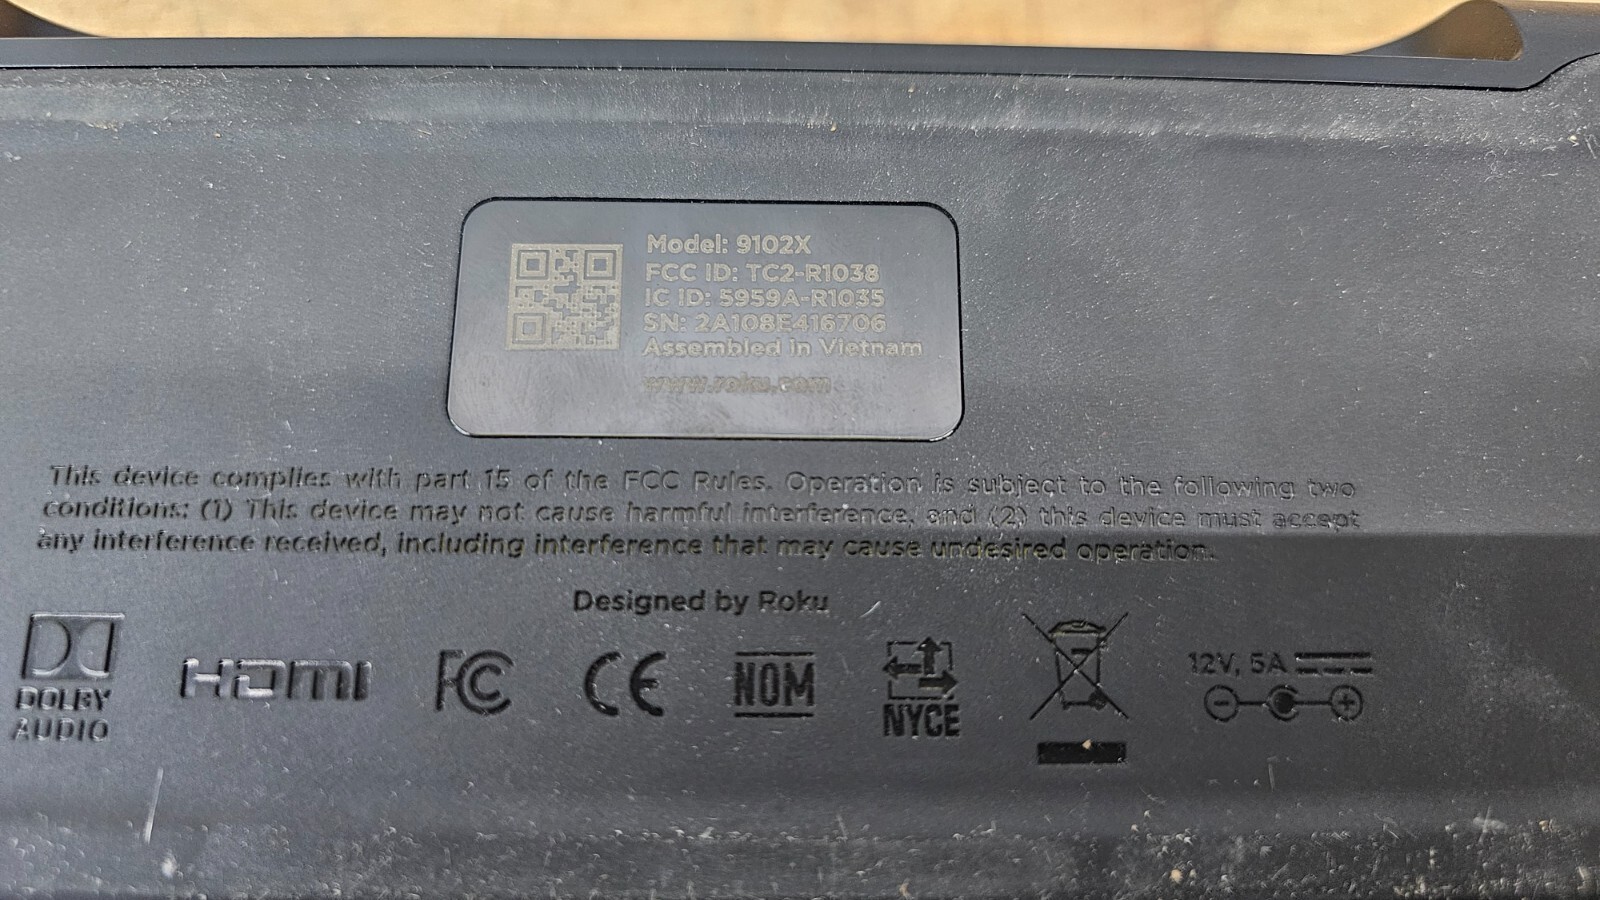 Model: 9102X
FCC ID: TC2-R1038
IC ID: 5959A-R1035
SN: 2A108E416706
Assembled in Vietnam
www.roku.com
This device complies with part 15 of the FCC Rules. Operation is subject to the following two
conditions: (1) This device may not cause harmful interference, and (2) this device must accept
any interference received, including interference that may cause undesired operation.
Designed by Roku
DOLBY
AUDIO
HDMI
FC
CE
NOM
NYCE
12V, 5A